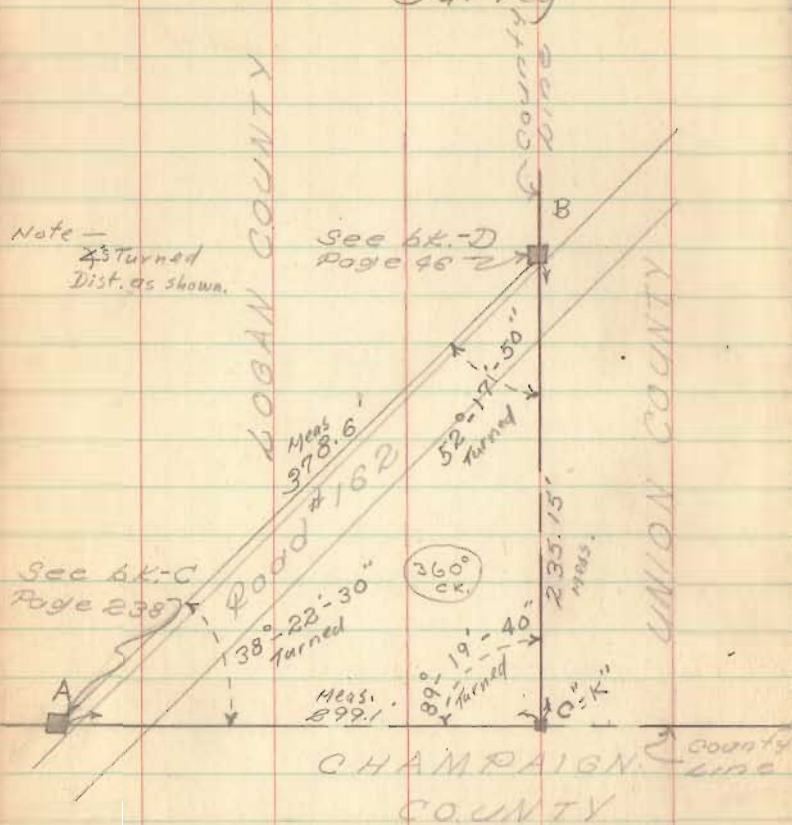 County
Line
LOGAN COUNTY
B
Note —
∡s Turned
Dist. as shown.
See bk.-D
Page 46
UNION COUNTY
52°-17'-50"
Turned
Meas.
378.6'
Road #162
235.15'
Meas.
See bk.-C
Page 238
360°
CK.
38°-22'-30"
Turned
89°-19'-40"
Turned
A
Meas.
299.1'
"C"="K"
County
Line
CHAMPAIGN
COUNTY